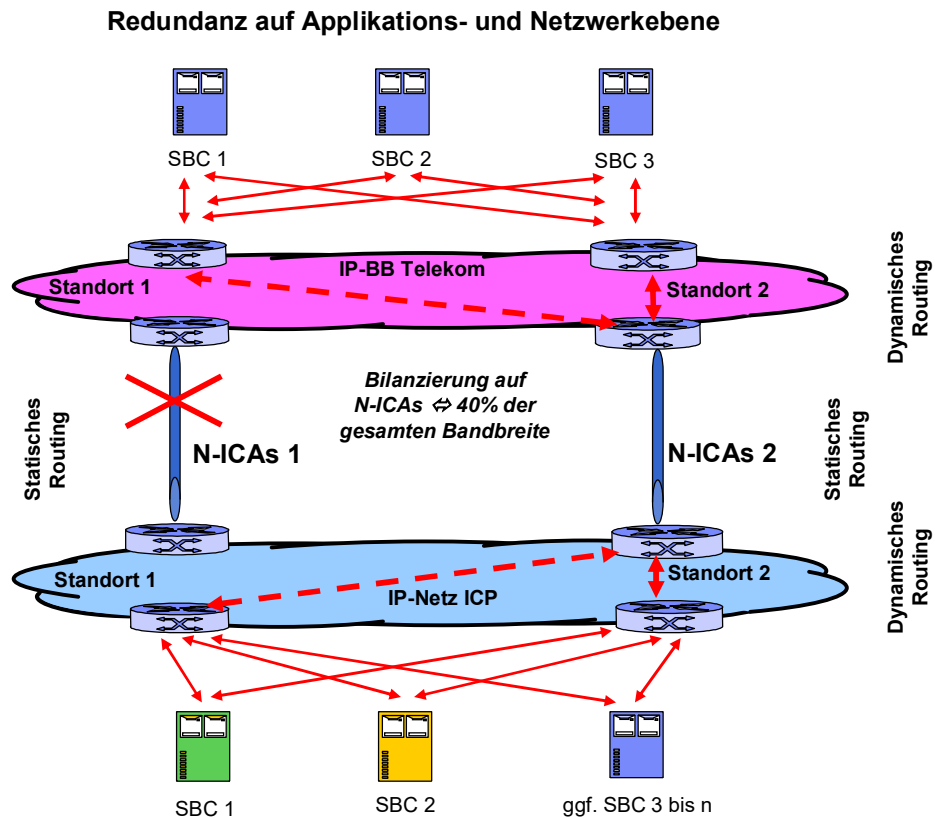 Redundanz auf Applikations- und Netzwerkebene
SBC 1
SBC 2
SBC 3
IP-BB Telekom
Standort 1
Standort 2
Dynamisches
Routing
Bilanzierung auf
N-ICAs ⇔ 40% der
gesamten Bandbreite
Statisches
Routing
N-ICAs 1
N-ICAs 2
Statisches
Routing
Standort 1
Standort 2
IP-Netz ICP
Dynamisches
Routing
SBC 1
SBC 2
ggf. SBC 3 bis n